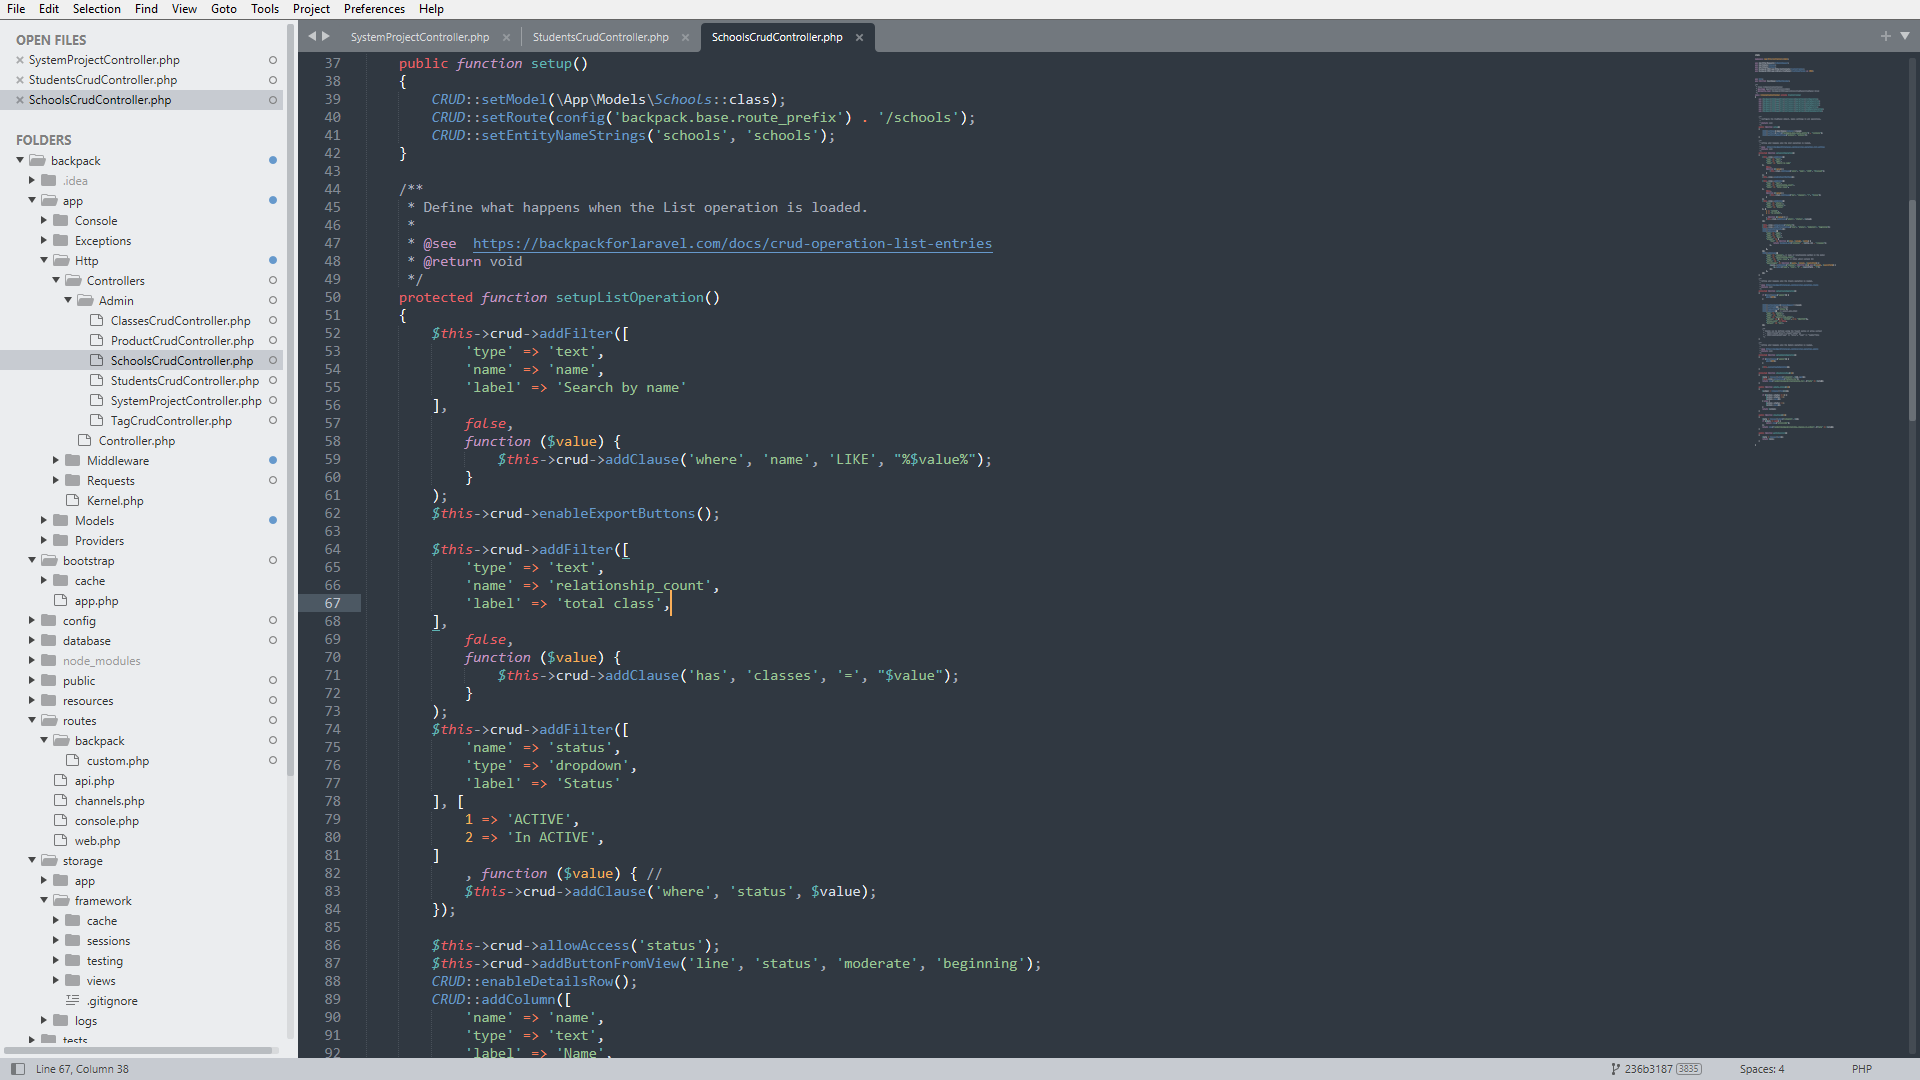 File Edit Selection Find View Goto Tools Project Preferences Help
OPEN FILES
SystemProjectController.php
StudentsCrudController.php
SchoolsCrudController.php
FOLDERS
backpack
.idea
app
Console
Exceptions
Http
Controllers
Admin
ClassesCrudController.php
ProductCrudController.php
SchoolsCrudController.php
StudentsCrudController.php
SystemProjectController.php
TagCrudController.php
Controller.php
Middleware
Requests
Kernel.php
Models
Providers
bootstrap
cache
app.php
config
database
node_modules
public
resources
routes
backpack
custom.php
api.php
channels.php
console.php
web.php
storage
app
framework
cache
sessions
testing
views
.gitignore
logs
tests
SystemProjectController.php StudentsCrudController.php SchoolsCrudController.php
37 public function setup()
38 {
39 CRUD::setModel(\App\Models\Schools::class);
40 CRUD::setRoute(config('backpack.base.route_prefix') . '/schools');
41 CRUD::setEntityNameStrings('schools', 'schools');
42 }
43
44 /**
45 * Define what happens when the List operation is loaded.
46 *
47 * @see  https://backpackforlaravel.com/docs/crud-operation-list-entries
48 * @return void
49 */
50 protected function setupListOperation()
51 {
52 $this->crud->addFilter([
53 'type' => 'text',
54 'name' => 'name',
55 'label' => 'Search by name'
56 ],
57 false,
58 function ($value) {
59 $this->crud->addClause('where', 'name', 'LIKE', "%$value%");
60 }
61 );
62 $this->crud->enableExportButtons();
63
64 $this->crud->addFilter([
65 'type' => 'text',
66 'name' => 'relationship_count',
67 'label' => 'total class',
68 ],
69 false,
70 function ($value) {
71 $this->crud->addClause('has', 'classes', '=', "$value");
72 }
73 );
74 $this->crud->addFilter([
75 'name' => 'status',
76 'type' => 'dropdown',
77 'label' => 'Status'
78 ], [
79 1 => 'ACTIVE',
80 2 => 'In ACTIVE',
81 ]
82 , function ($value) { //
83 $this->crud->addClause('where', 'status', $value);
84 });
85
86 $this->crud->allowAccess('status');
87 $this->crud->addButtonFromView('line', 'status', 'moderate', 'beginning');
88 CRUD::enableDetailsRow();
89 CRUD::addColumn([
90 'name' => 'name',
91 'type' => 'text',
92 'label' => 'Name',
Line 67, Column 38 236b3187 3835 Spaces: 4 PHP